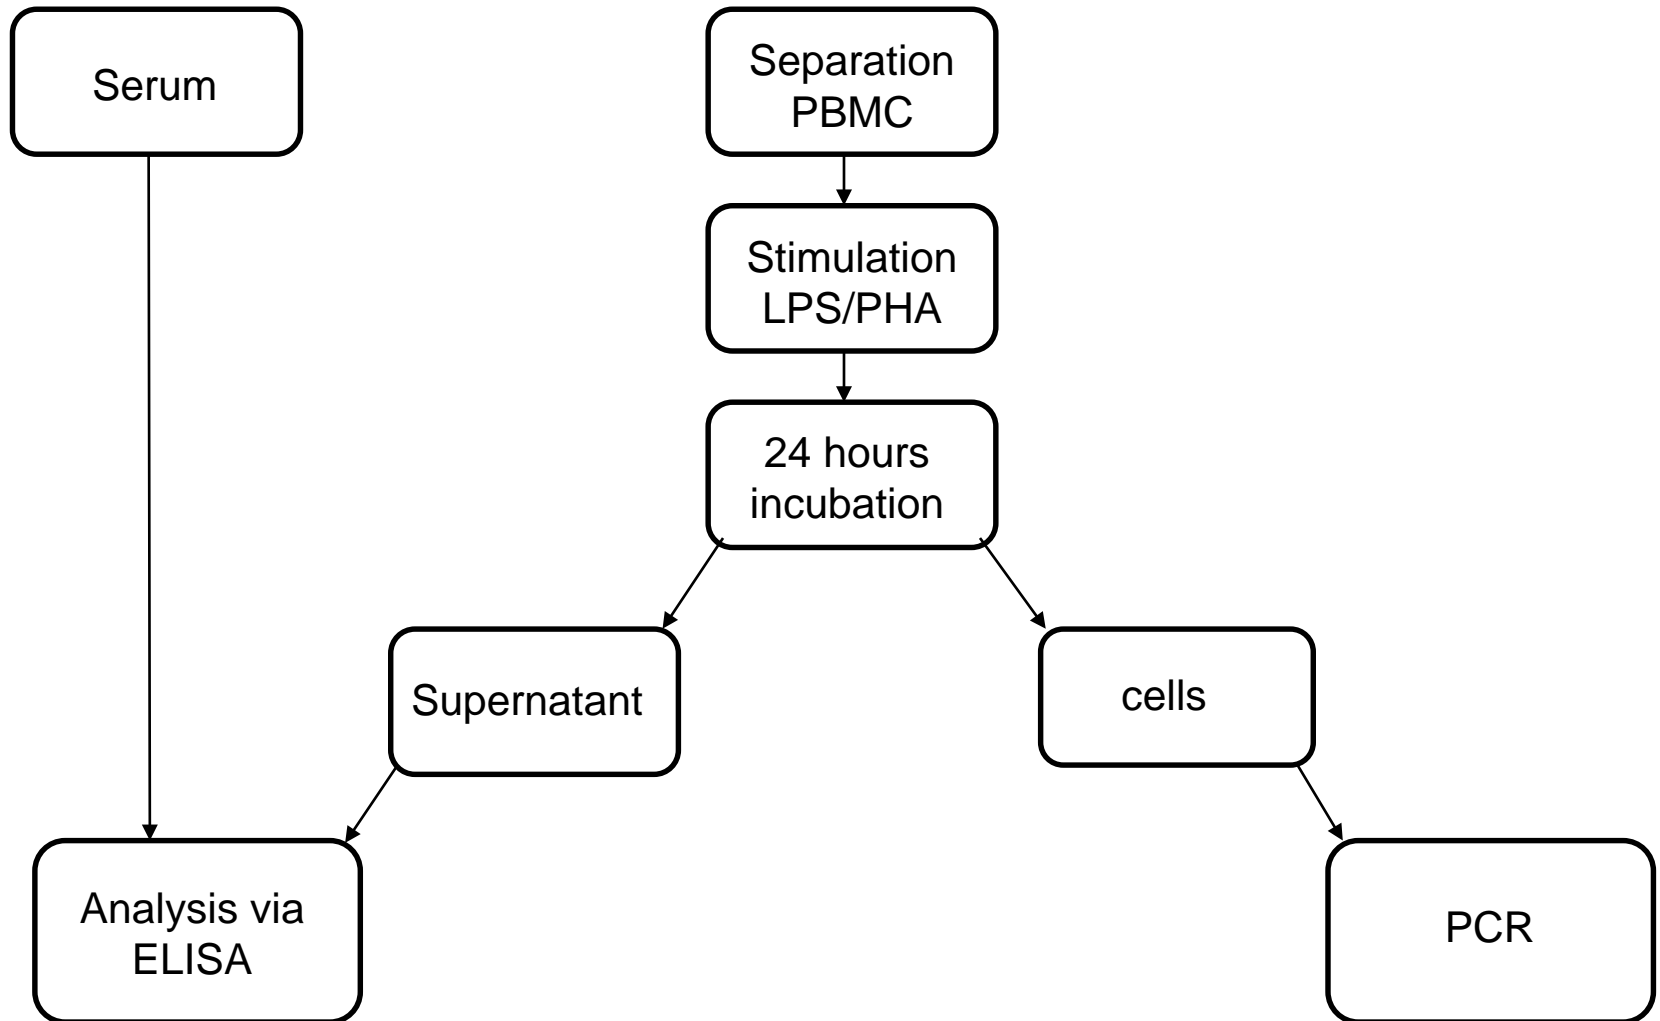 Serum
Separation
PBMC
Stimulation
LPS/PHA
24 hours
incubation
Supernatant
cells
Analysis via
ELISA
PCR